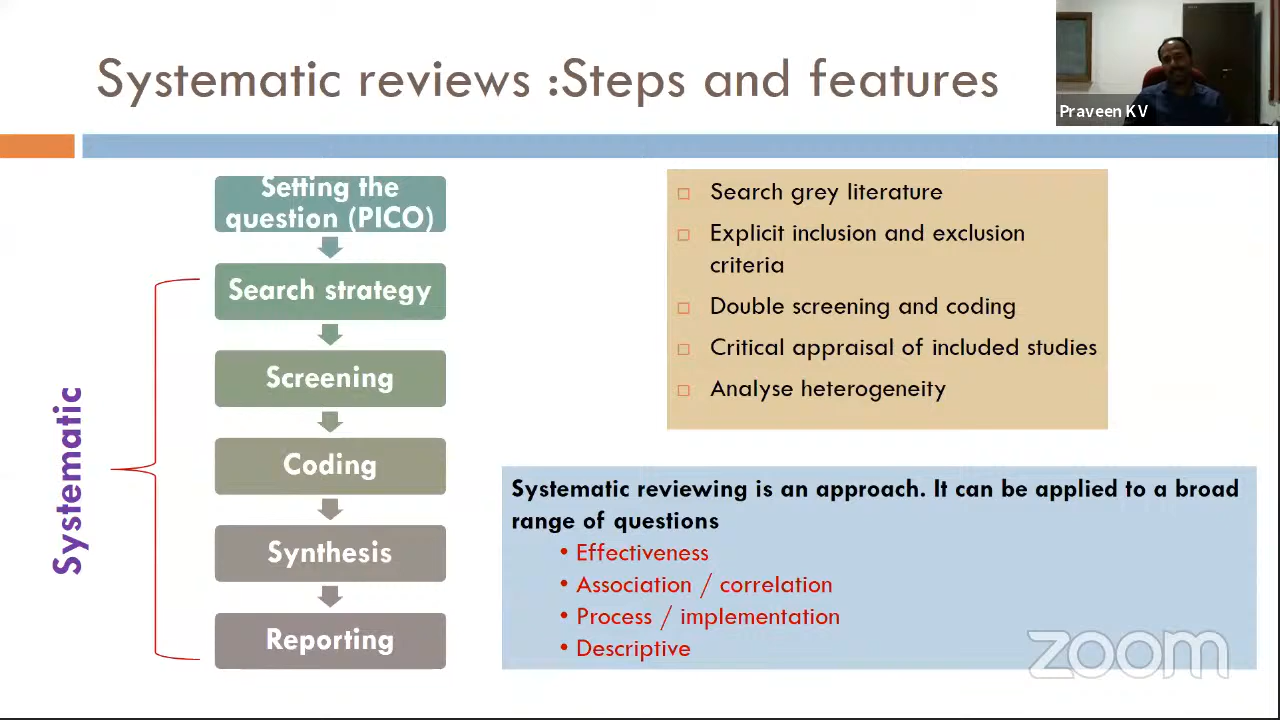 Systematic reviews :Steps and features
Praveen KV
Setting the
question (PICO)
Search strategy
Screening
Coding
Synthesis
Reporting
Systematic
Search grey literature
Explicit inclusion and exclusion
criteria
Double screening and coding
Critical appraisal of included studies
Analyse heterogeneity
Systematic reviewing is an approach. It can be applied to a broad
range of questions
• Effectiveness
• Association / correlation
• Process / implementation
• Descriptive
zoom